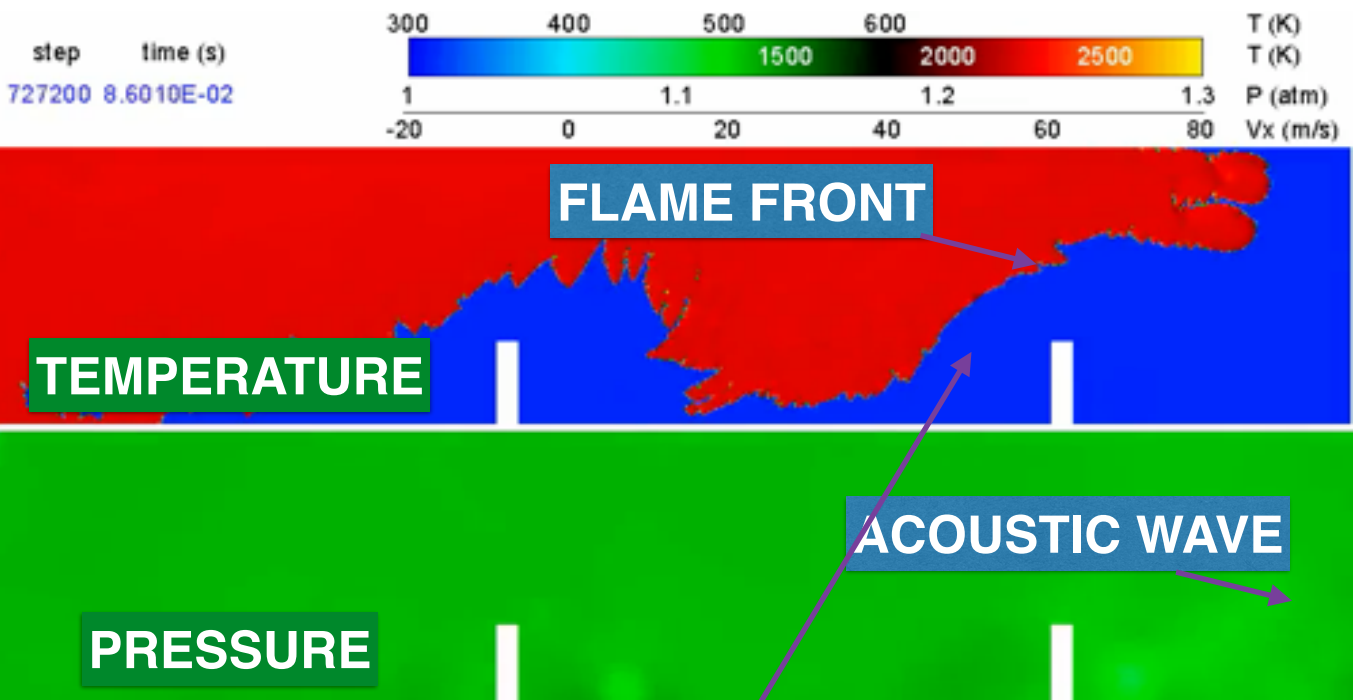 300 400 500 600 T (K)
step time (s) 1500 2000 2500 T (K)
727200 8.6010E-02 1 1.1 1.2 1.3 P (atm)
-20 0 20 40 60 80 Vx (m/s)
FLAME FRONT
TEMPERATURE
ACOUSTIC WAVE
PRESSURE